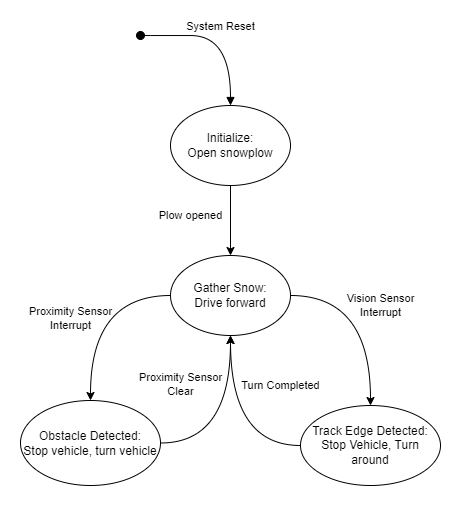 System Reset
Initialize:
Open snowplow
Plow opened
Gather Snow:
Drive forward
Proximity Sensor
Interrupt
Vision Sensor
Interrupt
Proximity Sensor
Clear
Turn Completed
Obstacle Detected:
Stop vehicle, turn vehicle
Track Edge Detected:
Stop Vehicle, Turn
around